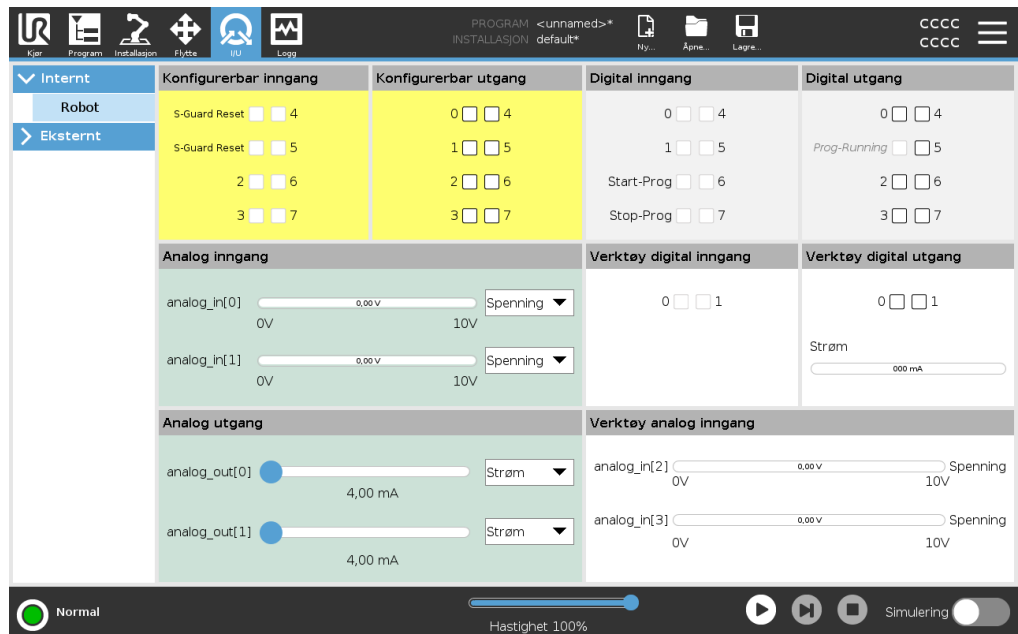 UR
PROGRAM <unnamed>*
INSTALLASJON default*
CCCC
CCCC
Kjør Program Installasjon Flytte I/U Logg Ny... Åpne... Lagre...
Internt
Robot
Eksternt
Konfigurerbar inngang
S-Guard Reset 4
S-Guard Reset 5
2 6
3 7
Konfigurerbar utgang
0 4
1 5
2 6
3 7
Digital inngang
0 4
1 5
Start-Prog 6
Stop-Prog 7
Digital utgang
0 4
Prog-Running 5
2 6
3 7
Analog inngang
analog_in[0] 0,00 V Spenning
0V 10V
analog_in[1] 0,00 V Spenning
0V 10V
Verktøy digital inngang
0 1
Verktøy digital utgang
0 1
Strøm
000 mA
Analog utgang
analog_out[0] Strøm
4,00 mA
analog_out[1] Strøm
4,00 mA
Verktøy analog inngang
analog_in[2] 0,00 V Spenning
0V 10V
analog_in[3] 0,00 V Spenning
0V 10V
Normal
Hastighet 100%
Simulering